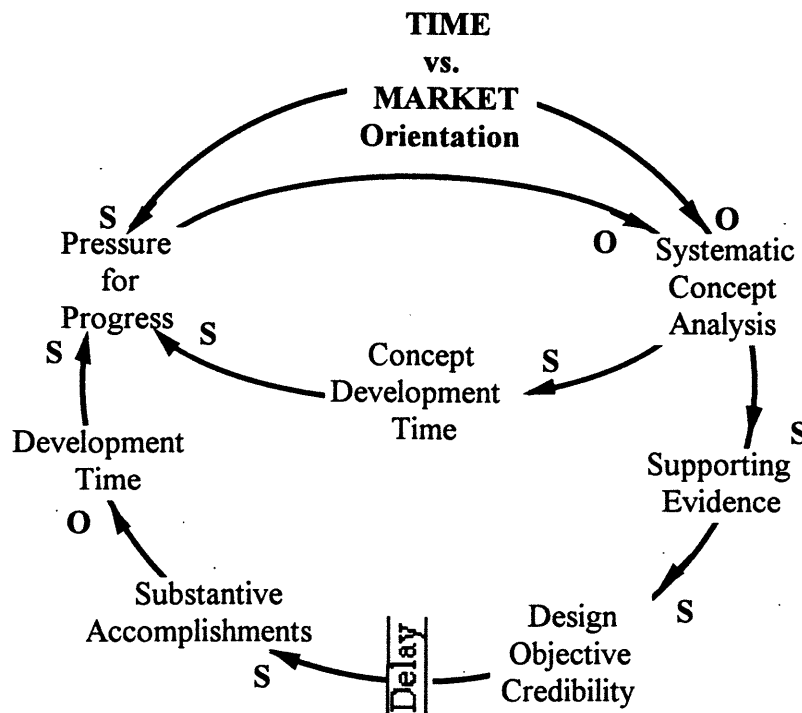 TIME
vs.
MARKET
Orientation
S
Pressure
for
Progress
O
O
Systematic
Concept
Analysis
S
S
Concept
Development
Time
S
S
Supporting
Evidence
Development
Time
O
S
Substantive
Accomplishments
S
Delay
Design
Objective
Credibility